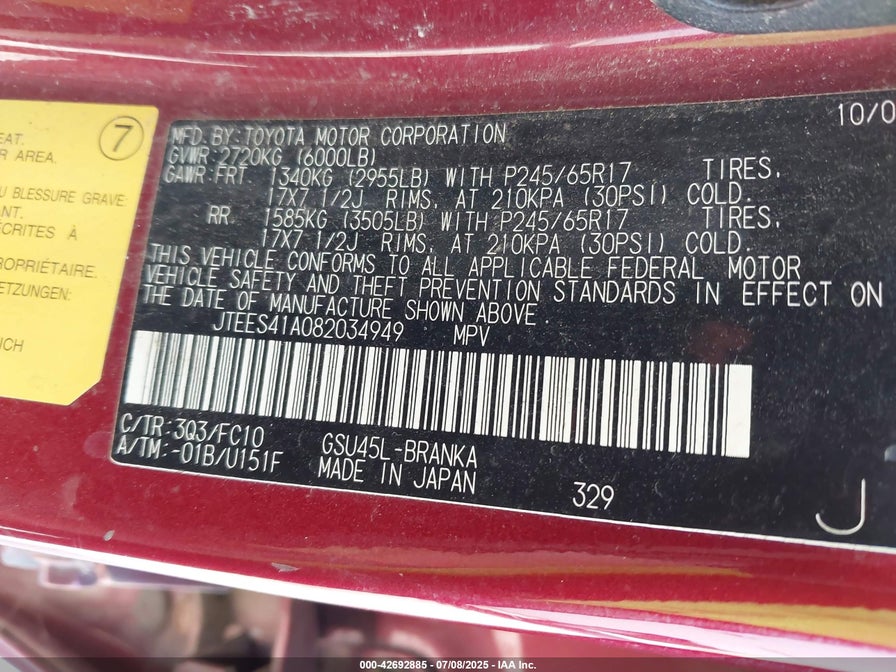 7
EAT.
R AREA.
U BLESSURE GRAVE:
ANT.
ÉCRITES À
PROPRIÉTAIRE.
ETZUNGEN:
ICH
10/0
MFD. BY: TOYOTA MOTOR CORPORATION
GVWR: 2720KG (6000LB)
GAWR: FRT 1340KG (2955LB) WITH P245/65R17 TIRES,
17X7 1/2J RIMS, AT 210KPA (30PSI) COLD.
RR 1585KG (3505LB) WITH P245/65R17 TIRES,
17X7 1/2J RIMS, AT 210KPA (30PSI) COLD.
THIS VEHICLE CONFORMS TO ALL APPLICABLE FEDERAL MOTOR
VEHICLE SAFETY AND THEFT PREVENTION STANDARDS IN EFFECT ON
THE DATE OF MANUFACTURE SHOWN ABOVE
JTEES41A082034949 MPV
C/TR: 3Q3/FC10 GSU45L-BRANKA
A/TM: -01B/U151F MADE IN JAPAN 329
J
000-42692885 - 07/08/2025 - IAA Inc.